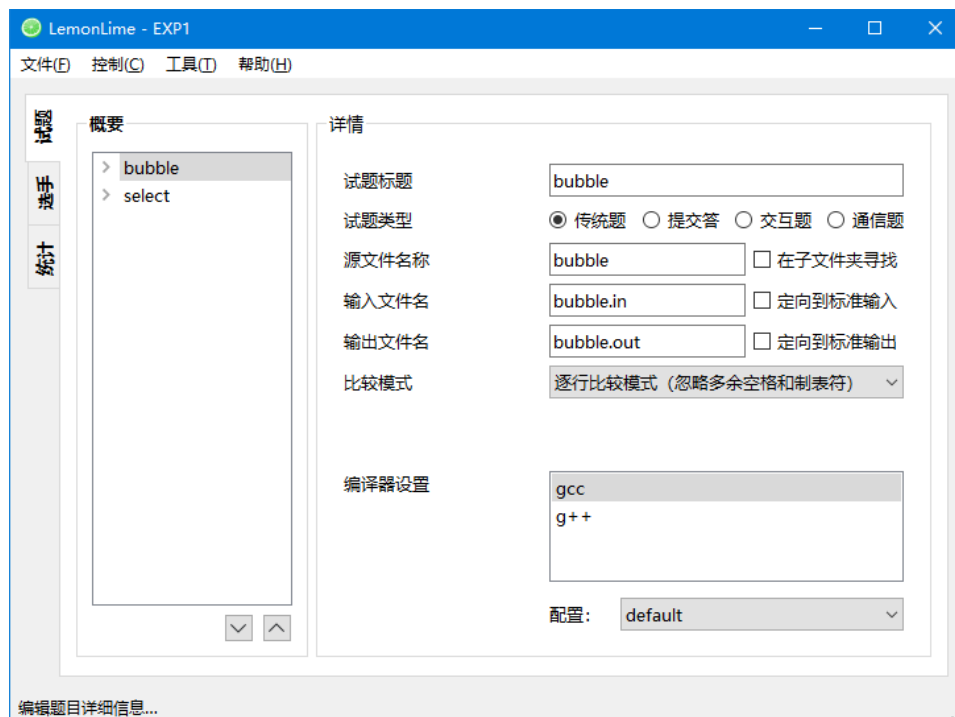 LemonLime - EXP1
文件(F) 控制(C) 工具(T) 帮助(H)
试题
选手
统计
概要
bubble
select
详情
试题标题 bubble
试题类型 传统题 提交答 交互题 通信题
源文件名称 bubble 在子文件夹寻找
输入文件名 bubble.in 定向到标准输入
输出文件名 bubble.out 定向到标准输出
比较模式 逐行比较模式（忽略多余空格和制表符）
编译器设置 gcc
g++
配置： default
编辑题目详细信息...